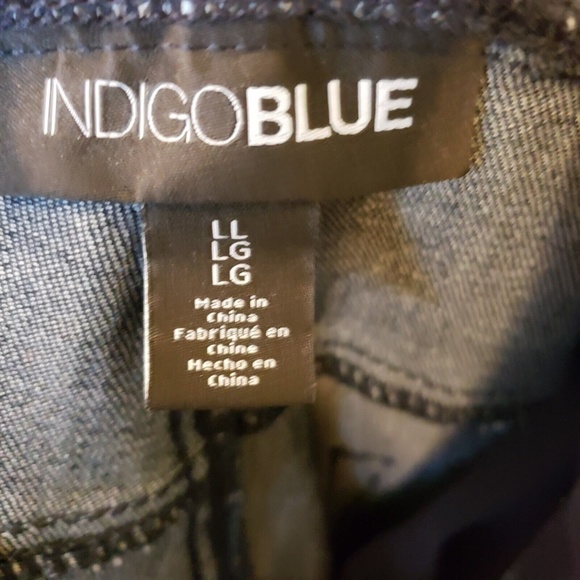 INDIGOBLUE
LL
LG
LG
Made in
China
Fabriqué en
Chine
Hecho en
China